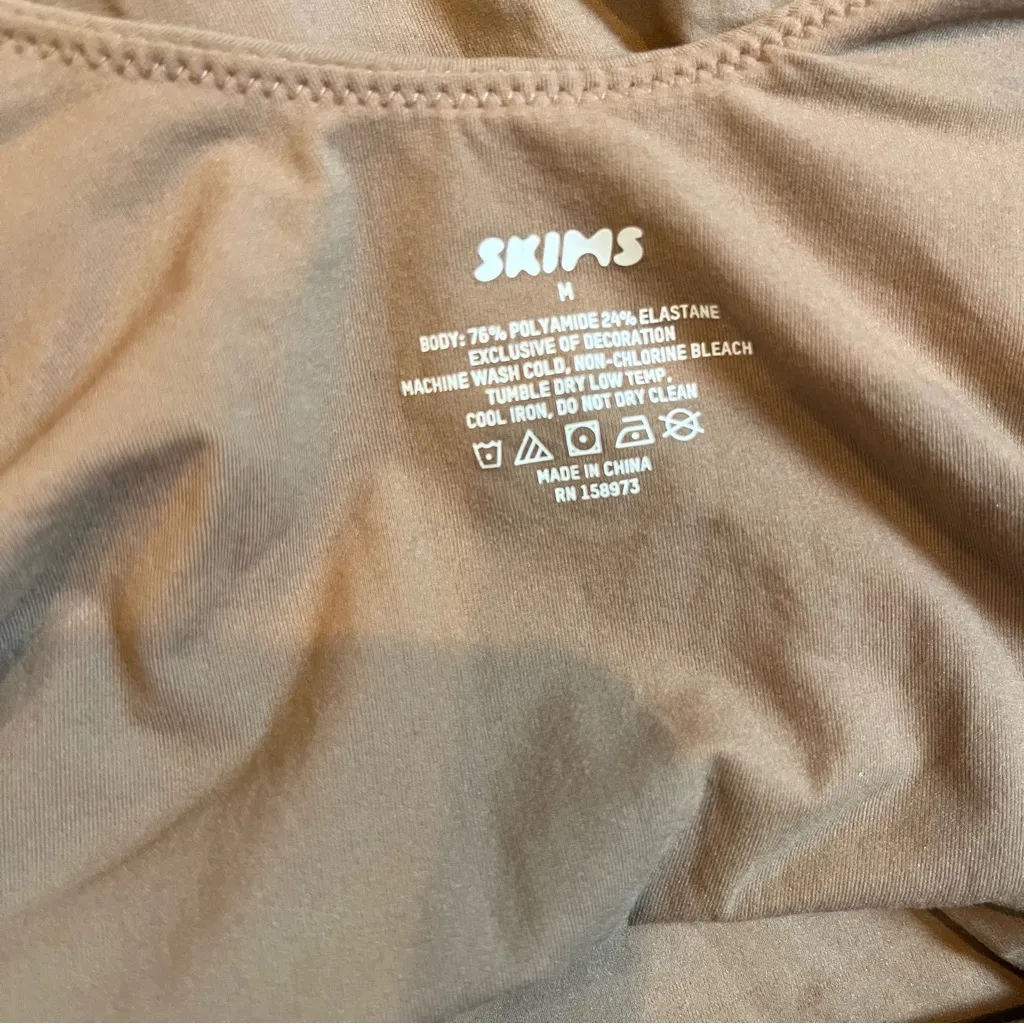 SKIMS
M
BODY: 76% POLYAMIDE 24% ELASTANE
EXCLUSIVE OF DECORATION
MACHINE WASH COLD, NON-CHLORINE BLEACH
TUMBLE DRY LOW TEMP,
COOL IRON, DO NOT DRY CLEAN
MADE IN CHINA
RN 158973